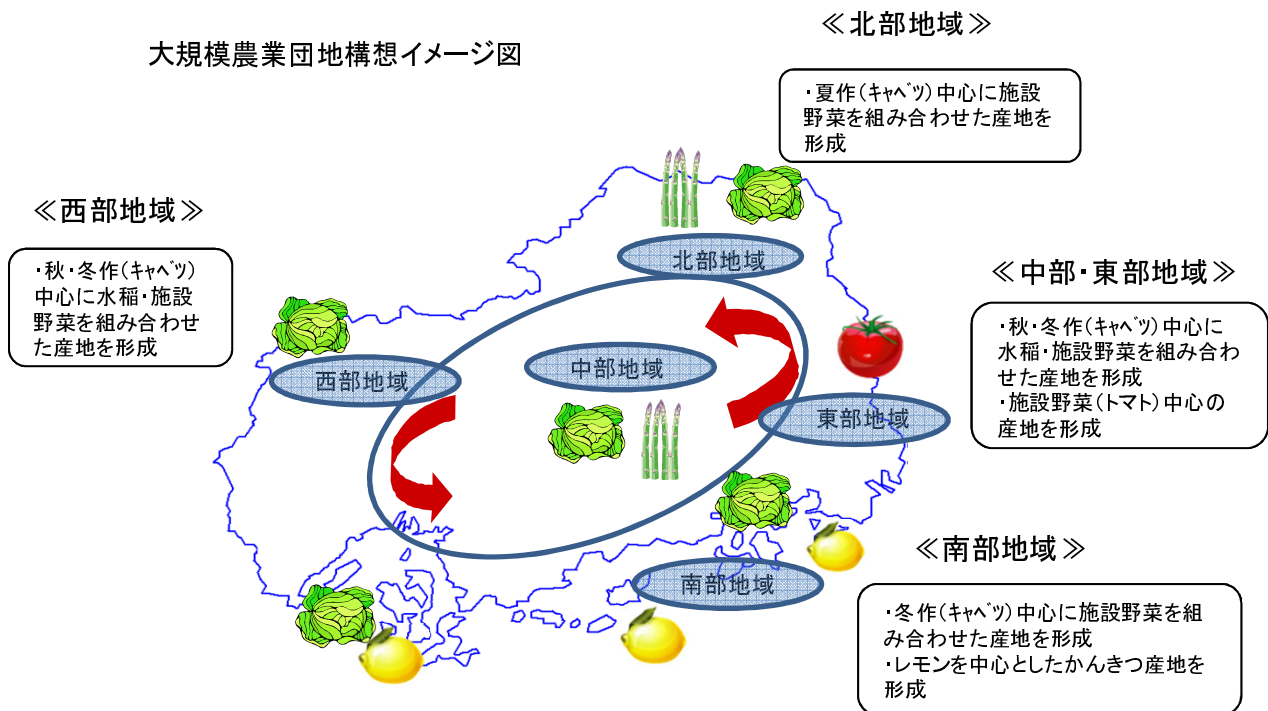 大規模農業団地構想イメージ図
≪北部地域≫
・夏作(キャベツ)中心に施設
野菜を組み合わせた産地を
形成
≪西部地域≫
・秋・冬作(キャベツ)
中心に水稲・施設
野菜を組み合わせ
た産地を形成
北部地域
≪中部・東部地域≫
・秋・冬作(キャベツ)中心に
水稲・施設野菜を組み合わ
せた産地を形成
・施設野菜(トマト)中心の
産地を形成
西部地域
中部地域
東部地域
南部地域
≪南部地域≫
・冬作(キャベツ)中心に施設野菜を組
み合わせた産地を形成
・レモンを中心としたかんきつ産地を
形成